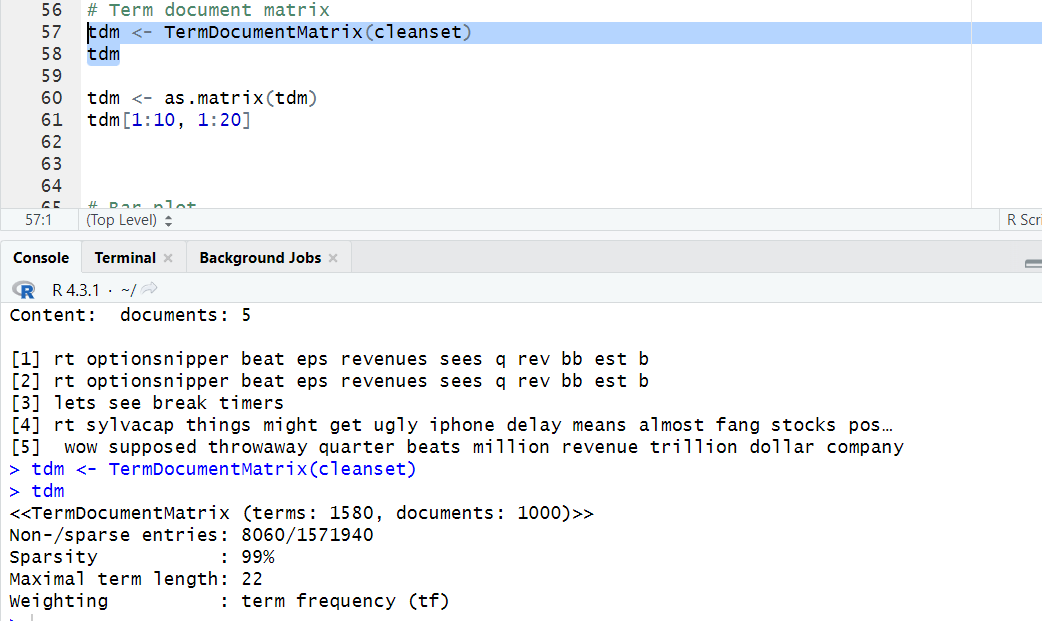 56 # Term document matrix
57 tdm <- TermDocumentMatrix(cleanset)
58 tdm
59
60 tdm <- as.matrix(tdm)
61 tdm[1:10, 1:20]
62
63
64
65 # Bar plot
57:1 (Top Level) R Scri
Console Terminal × Background Jobs ×
R R 4.3.1 · ~/
Content:  documents: 5
[1] rt optionsnipper beat eps revenues sees q rev bb est b
[2] rt optionsnipper beat eps revenues sees q rev bb est b
[3] lets see break timers
[4] rt sylvacap things might get ugly iphone delay means almost fang stocks pos…
[5]  wow supposed throwaway quarter beats million revenue trillion dollar company
> tdm <- TermDocumentMatrix(cleanset)
> tdm
<<TermDocumentMatrix (terms: 1580, documents: 1000)>>
Non-/sparse entries: 8060/1571940
Sparsity           : 99%
Maximal term length: 22
Weighting          : term frequency (tf)
>